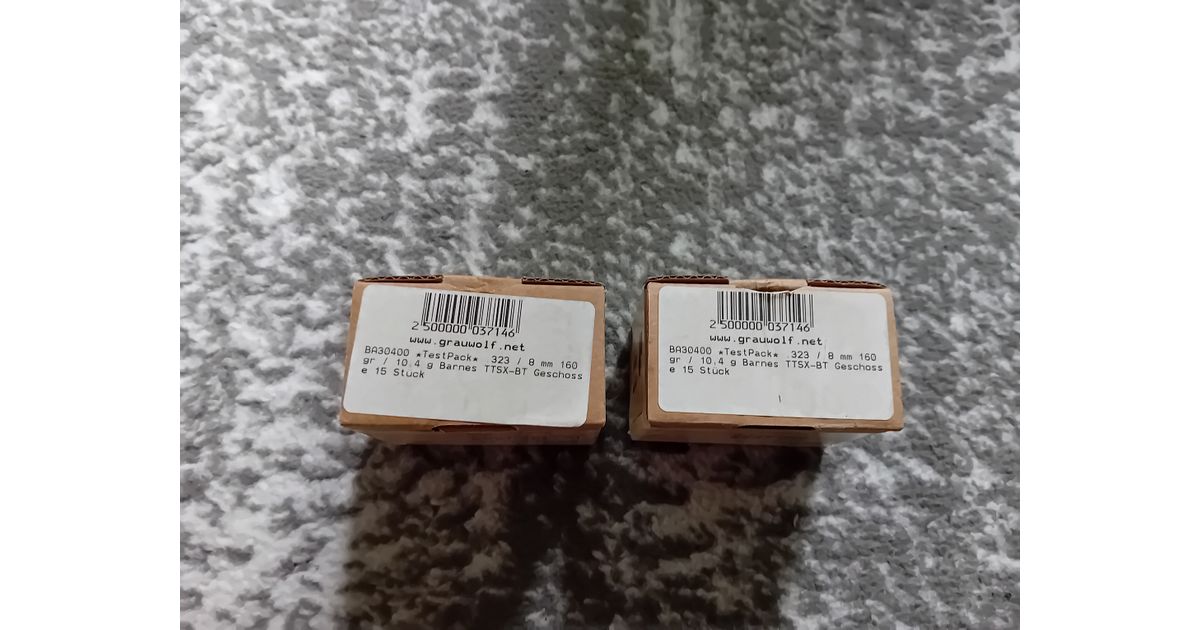 2 500000 037146
www.grauwolf.net
BA30400 *TestPack* .323 / 8 mm 160
gr / 10,4 g Barnes TTSX-BT Geschoss
e 15 Stück
2 500000 037146
www.grauwolf.net
BA30400 *TestPack* .323 / 8 mm 160
gr / 10,4 g Barnes TTSX-BT Geschoss
e 15 Stück